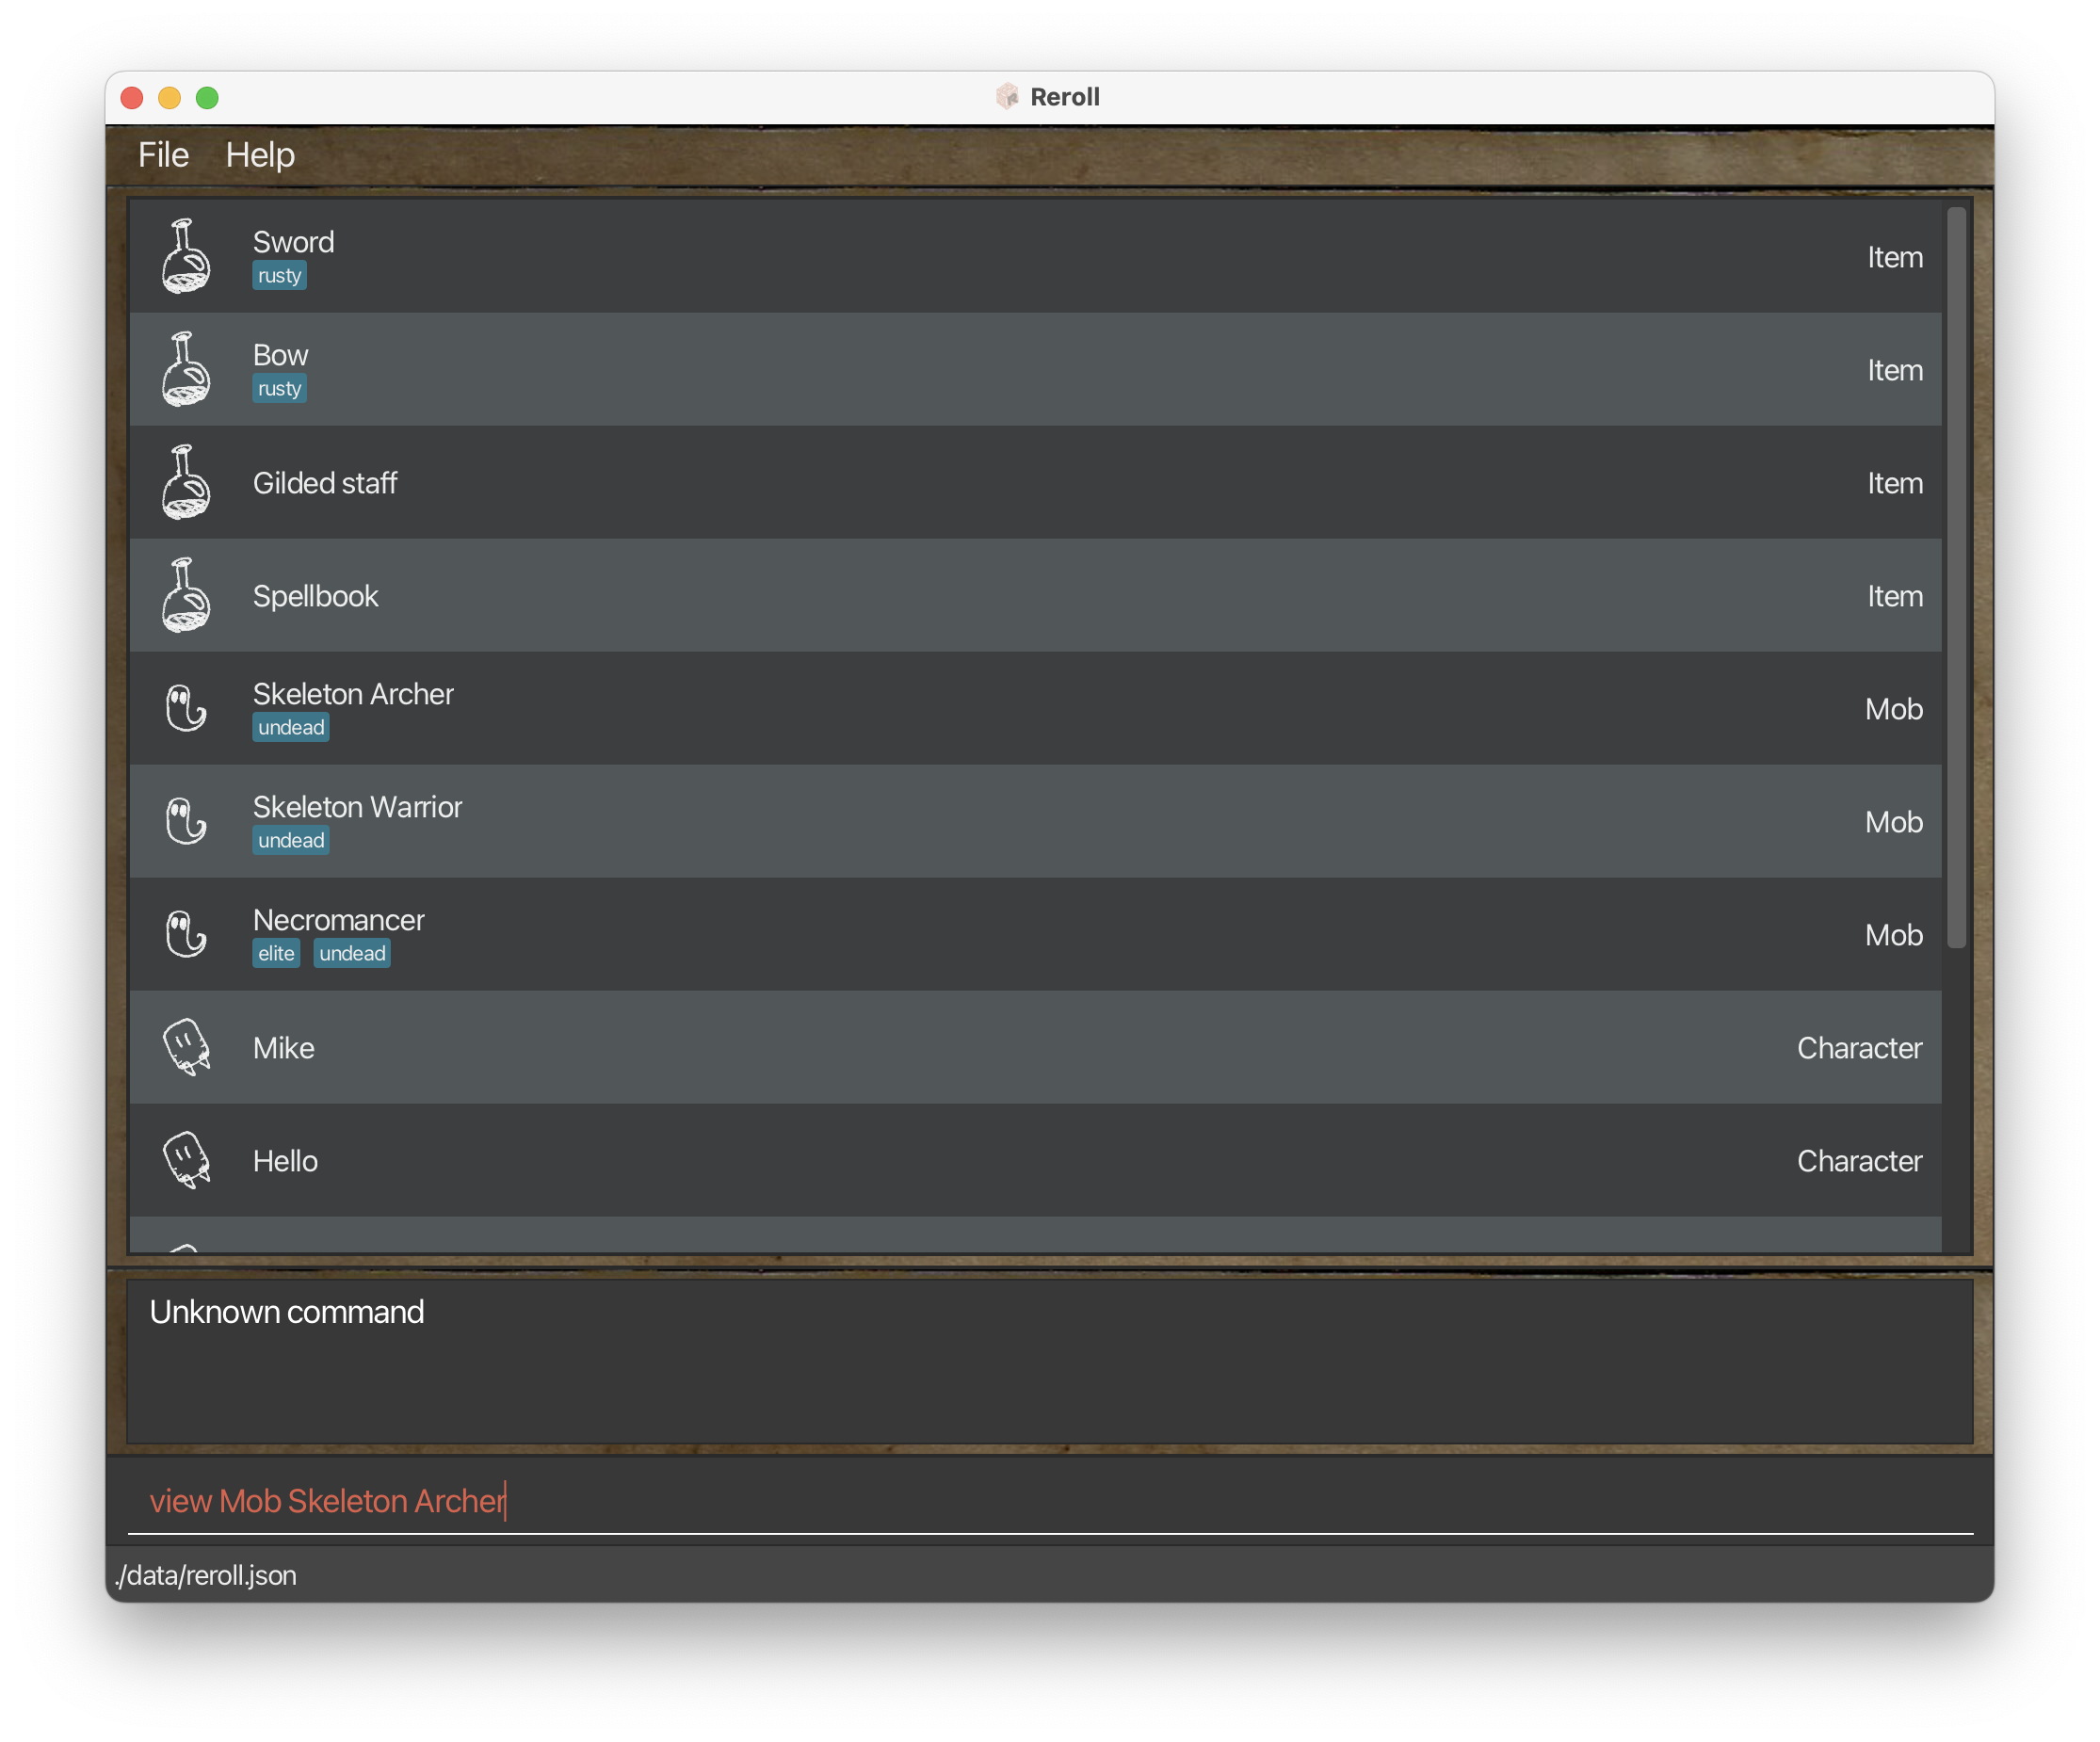 Reroll
File Help
Sword
rusty
Item
Bow
rusty
Item
Gilded staff
Item
Spellbook
Item
Skeleton Archer
undead
Mob
Skeleton Warrior
undead
Mob
Necromancer
elite undead
Mob
Mike
Character
Hello
Character
Unknown command
view Mob Skeleton Archer
./data/reroll.json